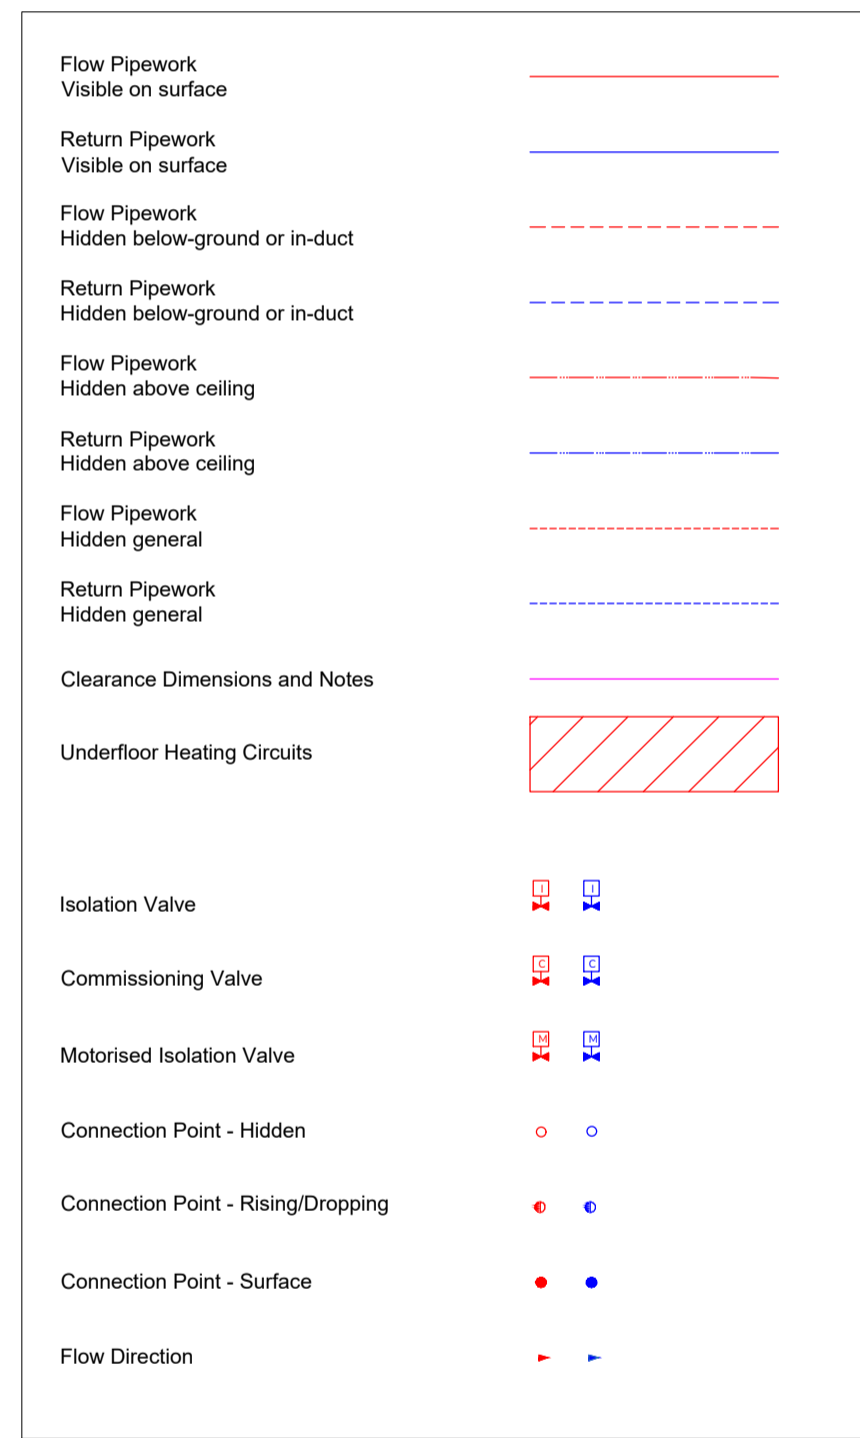 Flow Pipework
Visible on surface
Return Pipework
Visible on surface
Flow Pipework
Hidden below-ground or in-duct
Return Pipework
Hidden below-ground or in-duct
Flow Pipework
Hidden above ceiling
Return Pipework
Hidden above ceiling
Flow Pipework
Hidden general
Return Pipework
Hidden general
Clearance Dimensions and Notes
Underfloor Heating Circuits
Isolation Valve I I
Commissioning Valve C C
Motorised Isolation Valve M M
Connection Point - Hidden
Connection Point - Rising/Dropping
Connection Point - Surface
Flow Direction